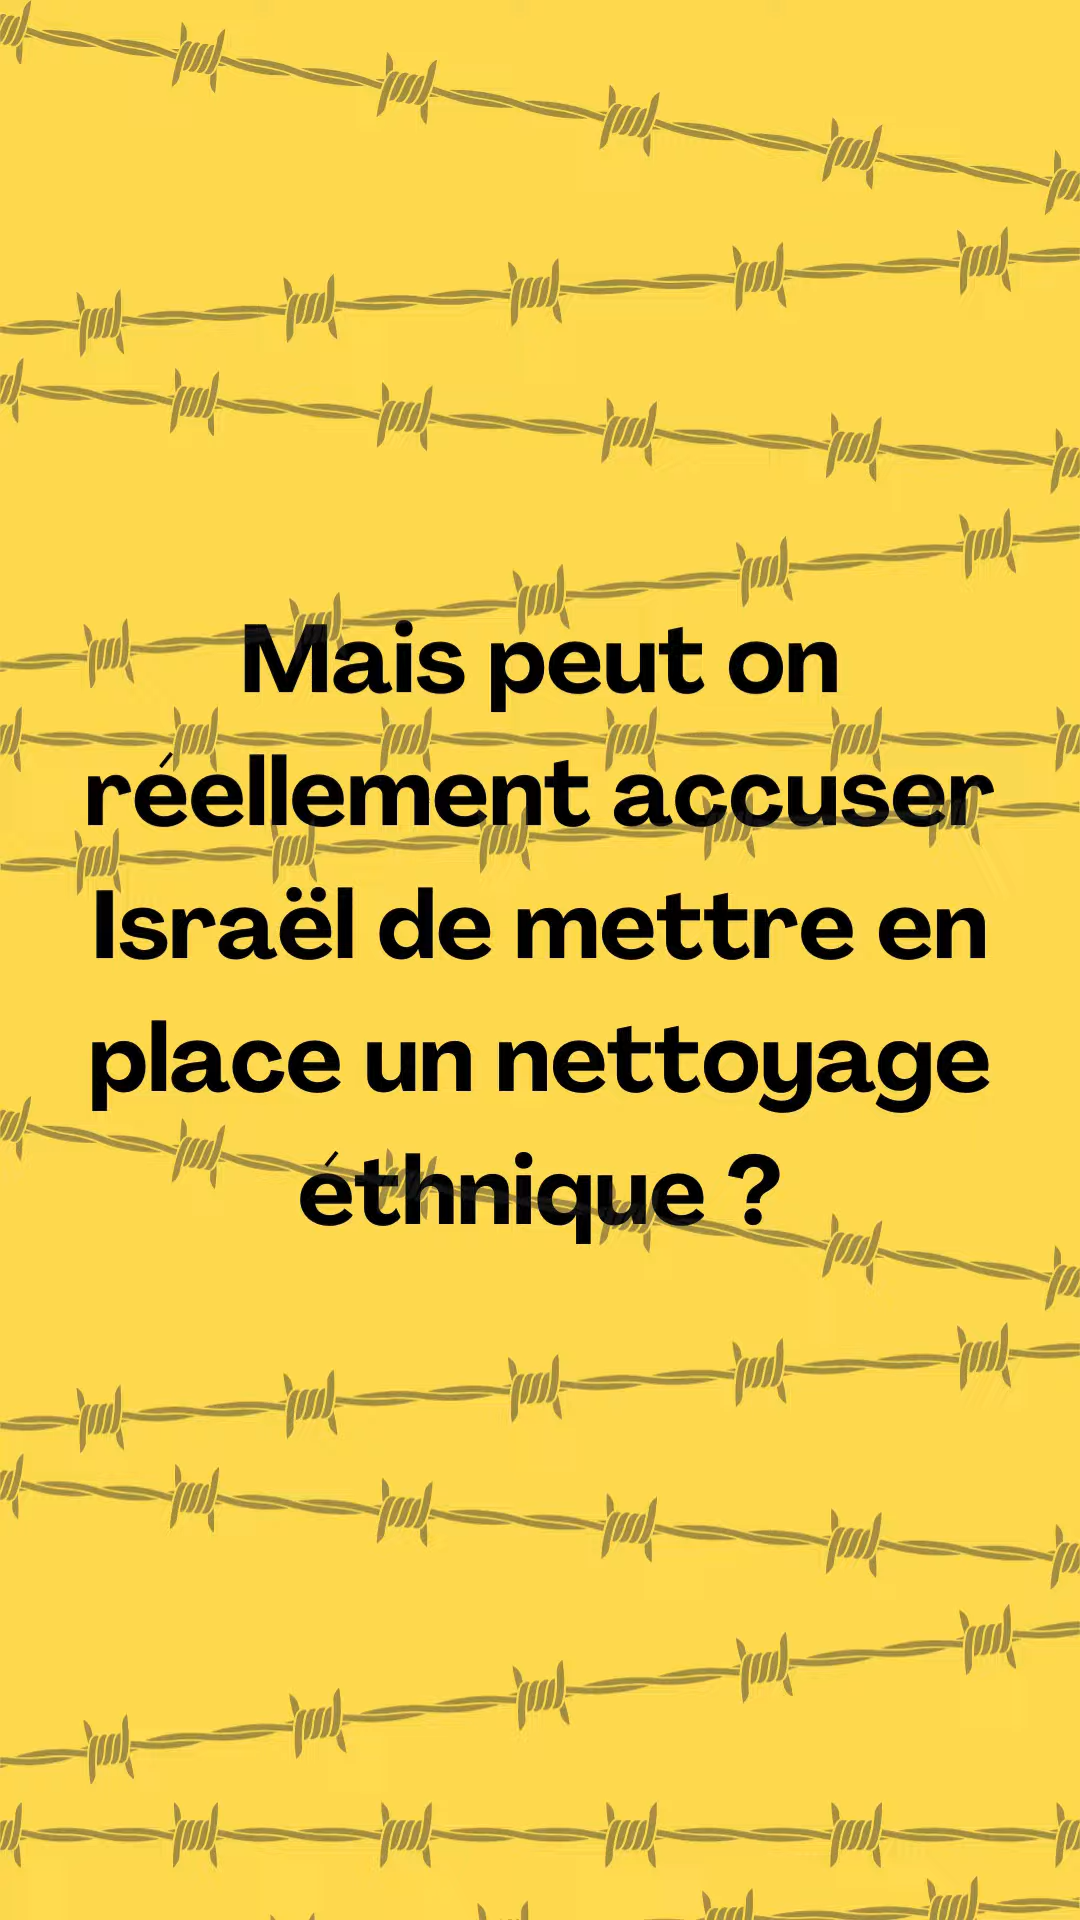 Mais peut on
réellement accuser
Israël de mettre en
place un nettoyage
éthnique ?